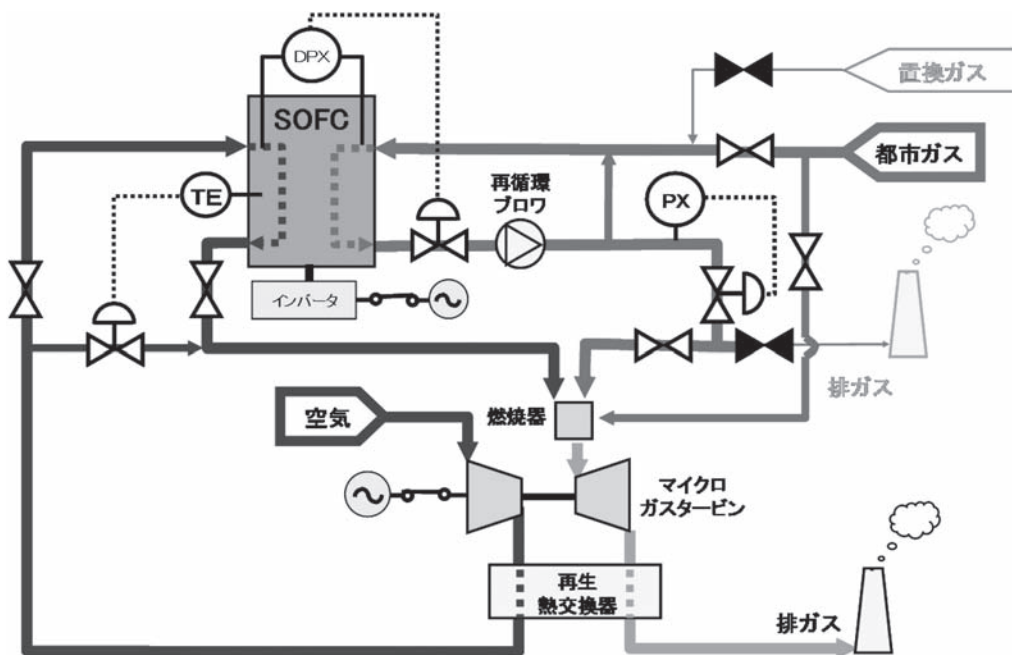 DPX
置換ガス
SOFC
都市ガス
再循環
ブロワ
PX
TE
インバータ
排ガス
空気
燃焼器
マイクロ
ガスタービン
再生
熱交換器
排ガス